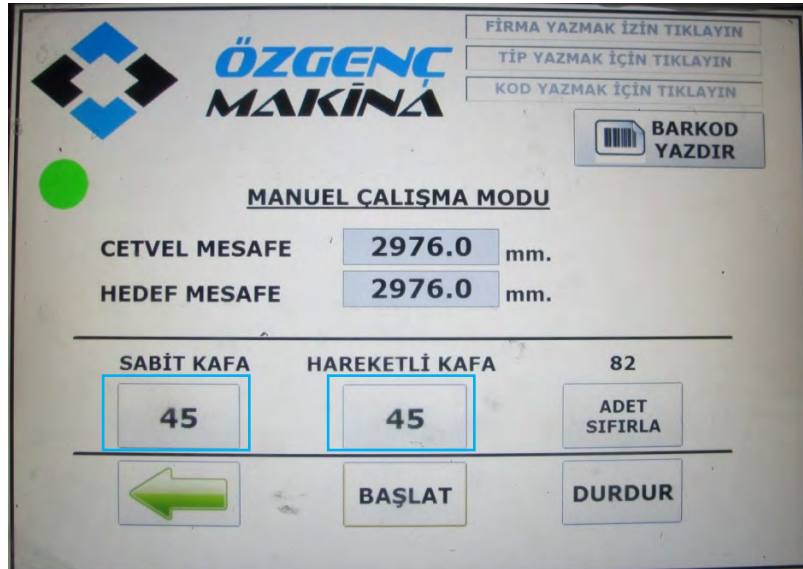 FİRMA YAZMAK İZİN TIKLAYIN
TİP YAZMAK İÇİN TIKLAYIN
KOD YAZMAK İÇİN TIKLAYIN
ÖZGENÇ
MAKİNA
BARKOD
YAZDIR
MANUEL ÇALIŞMA MODU
CETVEL MESAFE 2976.0 mm.
HEDEF MESAFE 2976.0 mm.
SABİT KAFA HAREKETLİ KAFA 82
45 45 ADET
SIFIRLA
BAŞLAT DURDUR